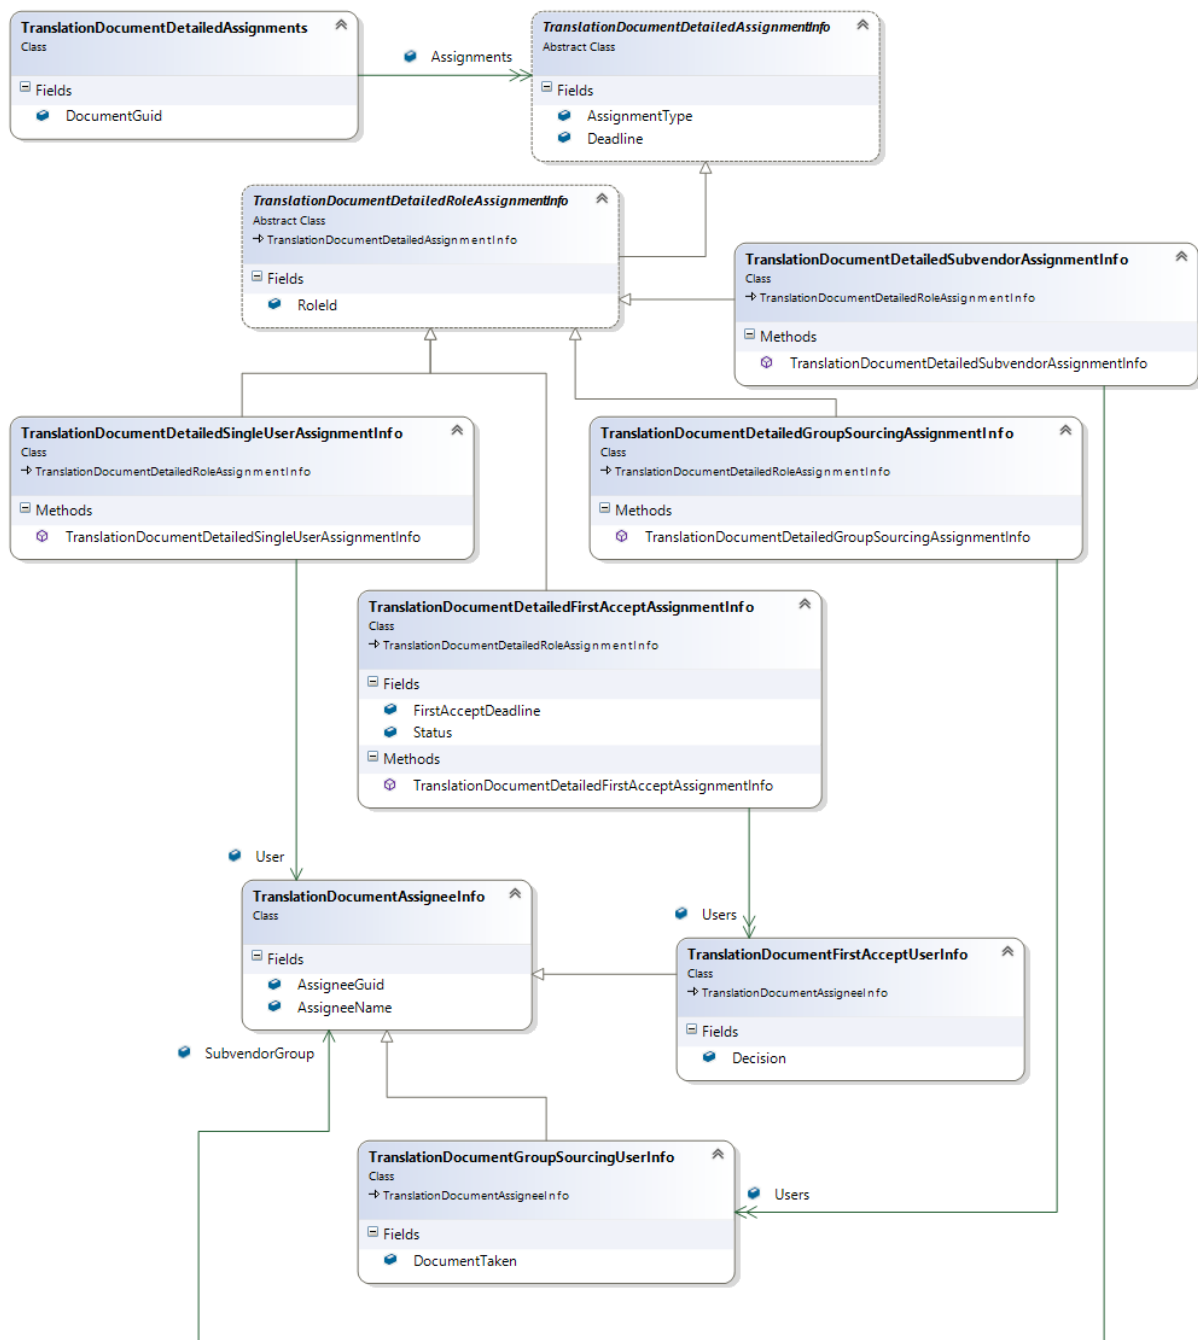 TranslationDocumentDetailedAssignments
Class
Fields
DocumentGuid
Assignments
TranslationDocumentDetailedAssignmentInfo
Abstract Class
Fields
AssignmentType
Deadline
TranslationDocumentDetailedRoleAssignmentInfo
Abstract Class
TranslationDocumentDetailedAssignmentInfo
Fields
RoleId
TranslationDocumentDetailedSubvendorAssignmentInfo
Class
TranslationDocumentDetailedRoleAssignmentInfo
Methods
TranslationDocumentDetailedSubvendorAssignmentInfo
TranslationDocumentDetailedSingleUserAssignmentInfo
Class
TranslationDocumentDetailedRoleAssignmentInfo
Methods
TranslationDocumentDetailedSingleUserAssignmentInfo
TranslationDocumentDetailedGroupSourcingAssignmentInfo
Class
TranslationDocumentDetailedRoleAssignmentInfo
Methods
TranslationDocumentDetailedGroupSourcingAssignmentInfo
TranslationDocumentDetailedFirstAcceptAssignmentInfo
Class
TranslationDocumentDetailedRoleAssignmentInfo
Fields
FirstAcceptDeadline
Status
Methods
TranslationDocumentDetailedFirstAcceptAssignmentInfo
User
TranslationDocumentAssigneeInfo
Class
Fields
AssigneeGuid
AssigneeName
Users
TranslationDocumentFirstAcceptUserInfo
Class
TranslationDocumentAssigneeInfo
Fields
Decision
SubvendorGroup
TranslationDocumentGroupSourcingUserInfo
Class
TranslationDocumentAssigneeInfo
Fields
DocumentTaken
Users